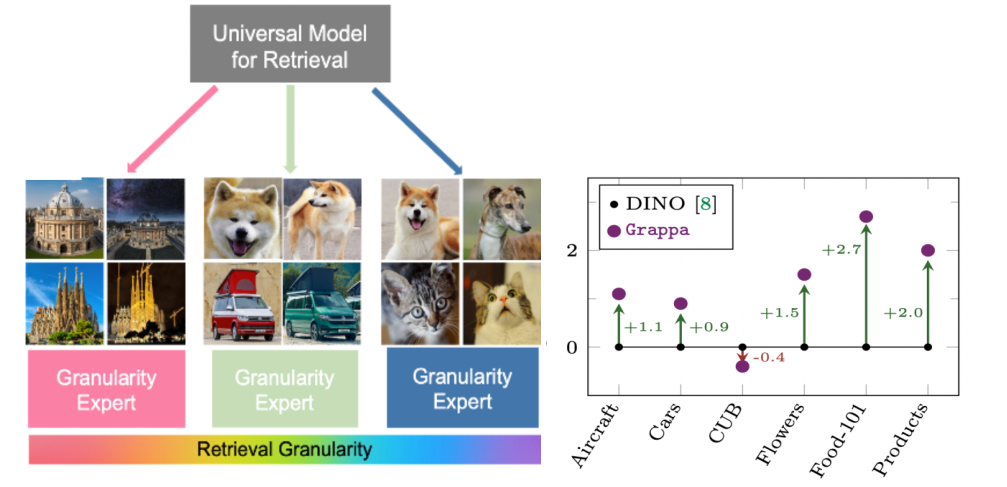 Universal Model
for Retrieval
Granularity
Expert
Granularity
Expert
Granularity
Expert
Retrieval Granularity
DINO [8]
Grappa
2
0
+1.1
+0.9
-0.4
+1.5
+2.7
+2.0
Aircraft
Cars
CUB
Flowers
Food-101
Products